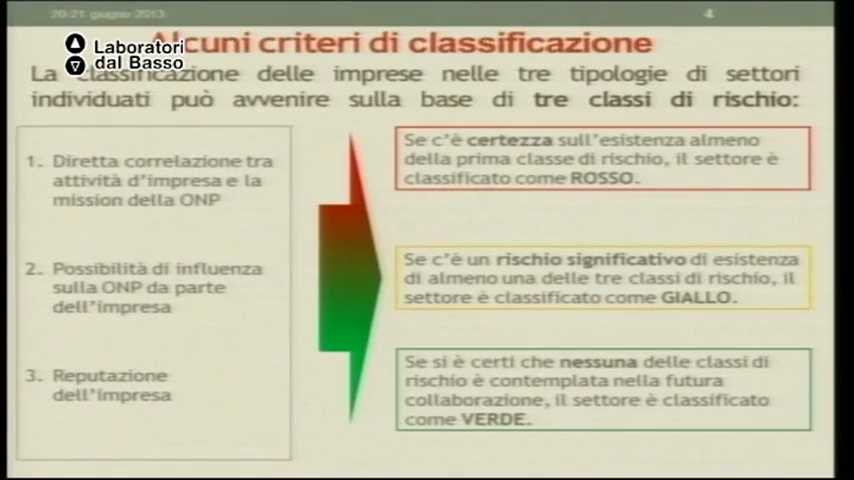 20-21 giugno 2013
4
Laboratori
dal Basso
Alcuni criteri di classificazione
La classificazione delle imprese nelle tre tipologie di settori
individuati può avvenire sulla base di tre classi di rischio:
1. Diretta correlazione tra
attività d'impresa e la
mission della ONP
2. Possibilità di influenza
sulla ONP da parte
dell'impresa
3. Reputazione
dell'impresa
Se c'è certezza sull'esistenza almeno
della prima classe di rischio, il settore è
classificato come ROSSO.
Se c'è un rischio significativo di esistenza
di almeno una delle tre classi di rischio, il
settore è classificato come GIALLO.
Se si è certi che nessuna delle classi di
rischio è contemplata nella futura
collaborazione, il settore è classificato
come VERDE.